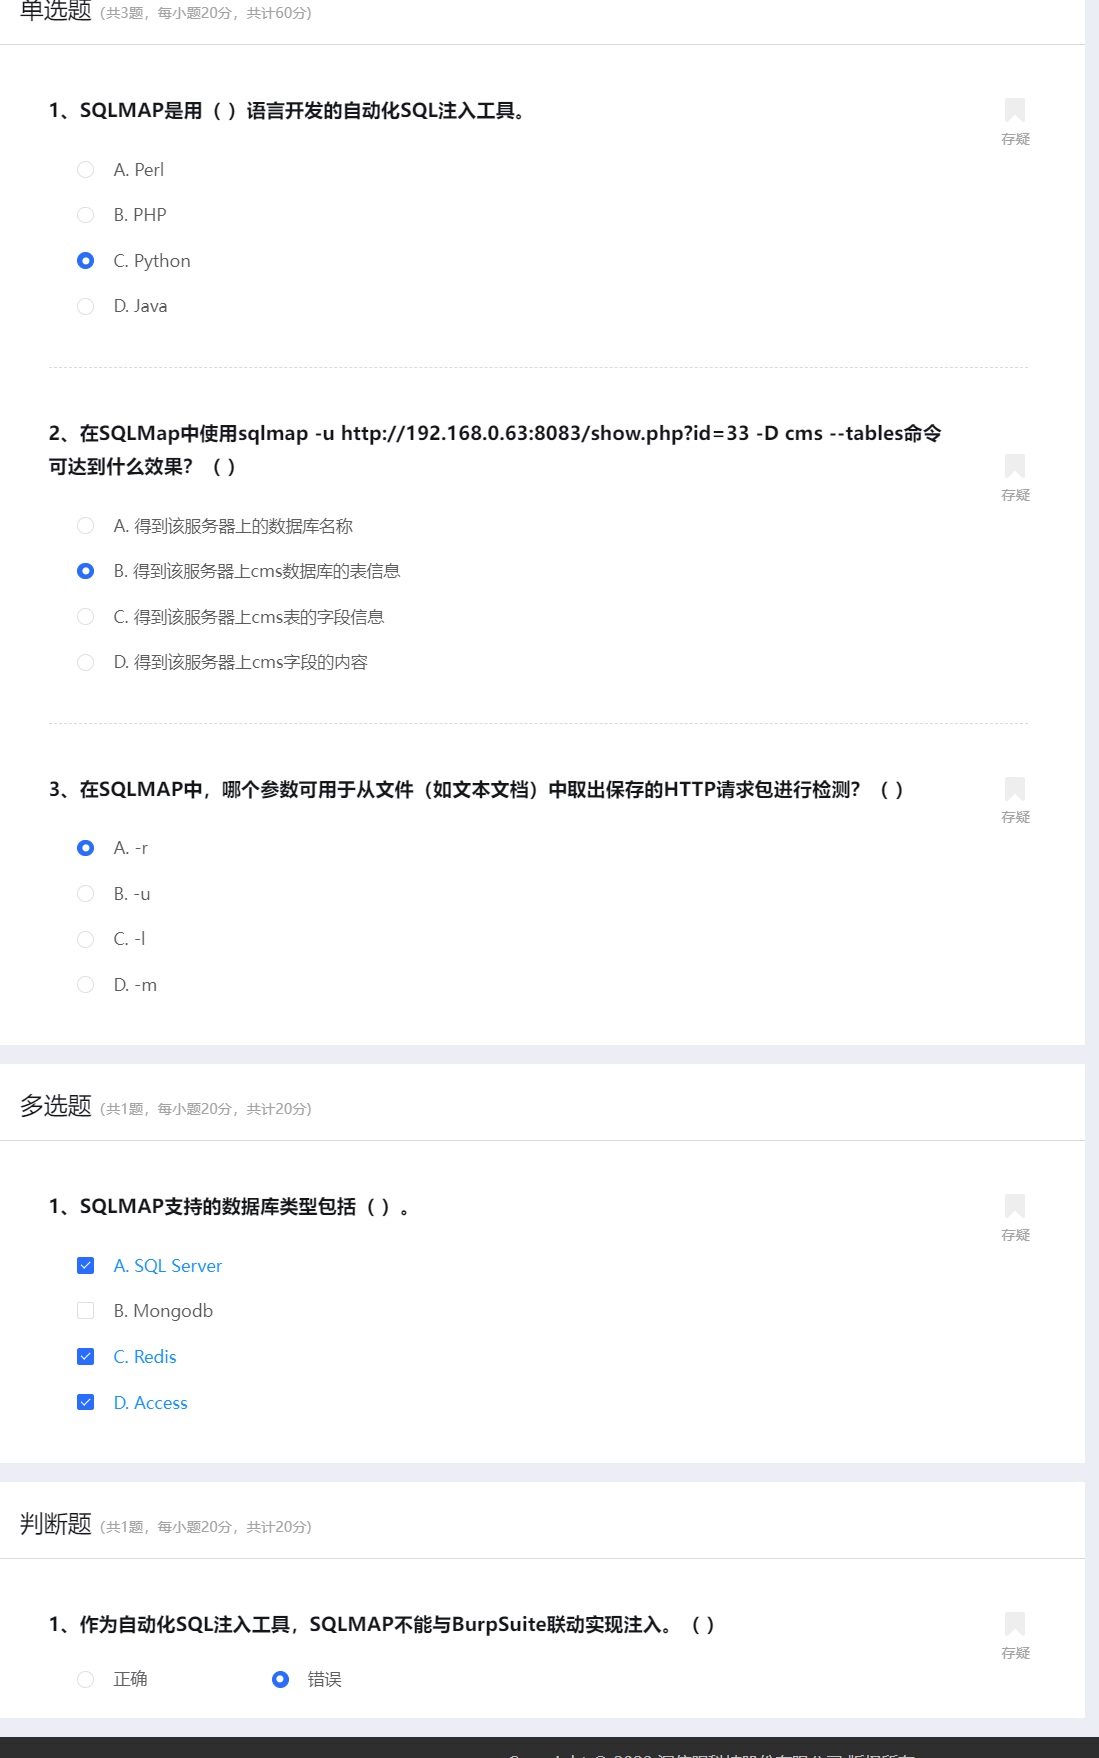 单选题 (共3题，每小题20分，共计60分)
1、SQLMAP是用（ ）语言开发的自动化SQL注入工具。
存疑
A. Perl
B. PHP
C. Python
D. Java
2、在SQLMap中使用sqlmap -u http://192.168.0.63:8083/show.php?id=33 -D cms --tables命令
可达到什么效果？（ ）
存疑
A. 得到该服务器上的数据库名称
B. 得到该服务器上cms数据库的表信息
C. 得到该服务器上cms表的字段信息
D. 得到该服务器上cms字段的内容
3、在SQLMAP中，哪个参数可用于从文件（如文本文档）中取出保存的HTTP请求包进行检测？（ ）
存疑
A. -r
B. -u
C. -l
D. -m
多选题 (共1题，每小题20分，共计20分)
1、SQLMAP支持的数据库类型包括（ ）。
存疑
A. SQL Server
B. Mongodb
C. Redis
D. Access
判断题 (共1题，每小题20分，共计20分)
1、作为自动化SQL注入工具，SQLMAP不能与BurpSuite联动实现注入。（ ）
存疑
正确 错误